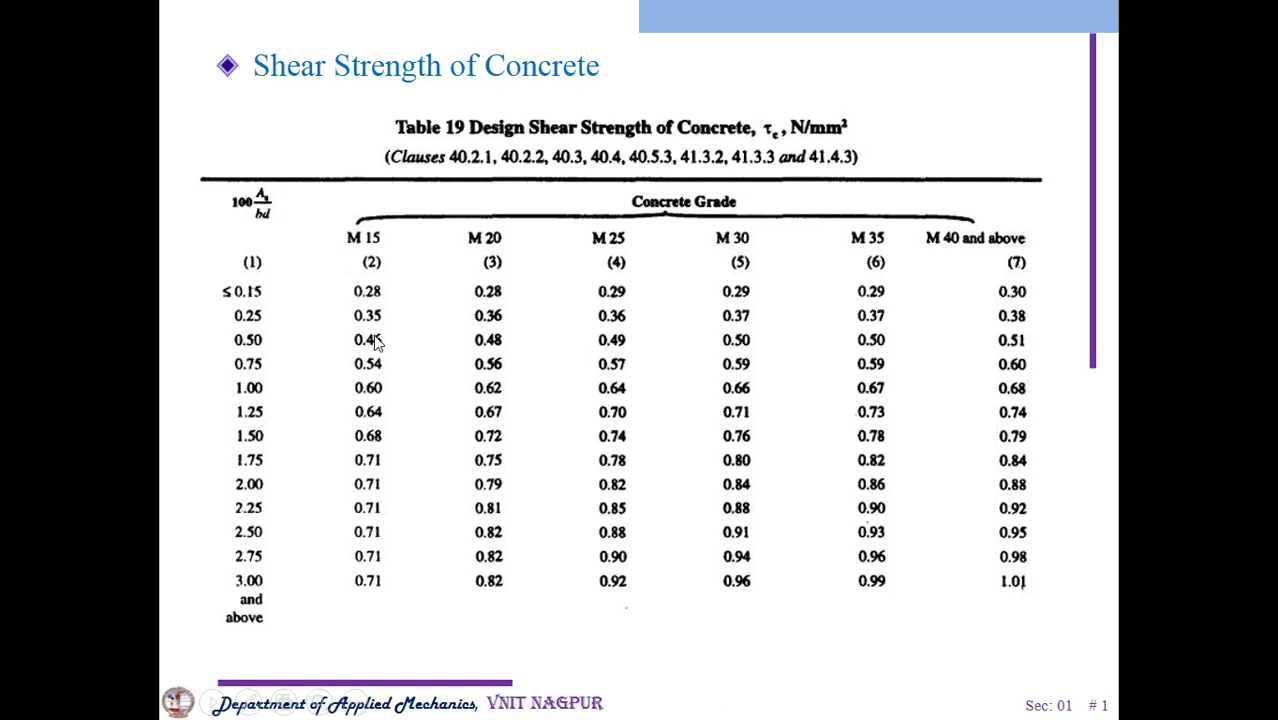 Shear Strength of Concrete
Table 19 Design Shear Strength of Concrete, τc, N/mm²
(Clauses 40.2.1, 40.2.2, 40.3, 40.4, 40.5.3, 41.3.2, 41.3.3 and 41.4.3)
100 As/bd Concrete Grade
M 15 M 20 M 25 M 30 M 35 M 40 and above
(1) (2) (3) (4) (5) (6) (7)
≤ 0.15 0.28 0.28 0.29 0.29 0.29 0.30
0.25 0.35 0.36 0.36 0.37 0.37 0.38
0.50 0.48 0.49 0.50 0.50 0.51
0.75 0.54 0.56 0.57 0.59 0.59 0.60
1.00 0.60 0.62 0.64 0.66 0.67 0.68
1.25 0.64 0.67 0.70 0.71 0.73 0.74
1.50 0.68 0.72 0.74 0.76 0.78 0.79
1.75 0.71 0.75 0.78 0.80 0.82 0.84
2.00 0.71 0.79 0.82 0.84 0.86 0.88
2.25 0.71 0.81 0.85 0.88 0.90 0.92
2.50 0.71 0.82 0.88 0.91 0.93 0.95
2.75 0.71 0.82 0.90 0.94 0.96 0.98
3.00 0.71 0.82 0.92 0.96 0.99 1.01
and
above
Department of Applied Mechanics, VNIT NAGPUR
Sec: 01 # 1